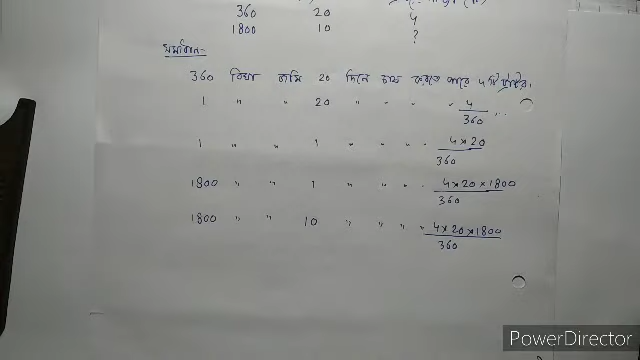 360 20 4
1800 10 ?
সমাধান-
360 বিঘা জমি 20 দিনে চাষ করতে পারে 4 টি ট্রাক্টর।
1 " " 20 " " " " 4/360 ...
1 " " 1 " " " " 4×20/360
1800 " " 1 " " " " 4×20×1800/360
1800 " " 10 " " " " 4×20×1800/360
PowerDirector